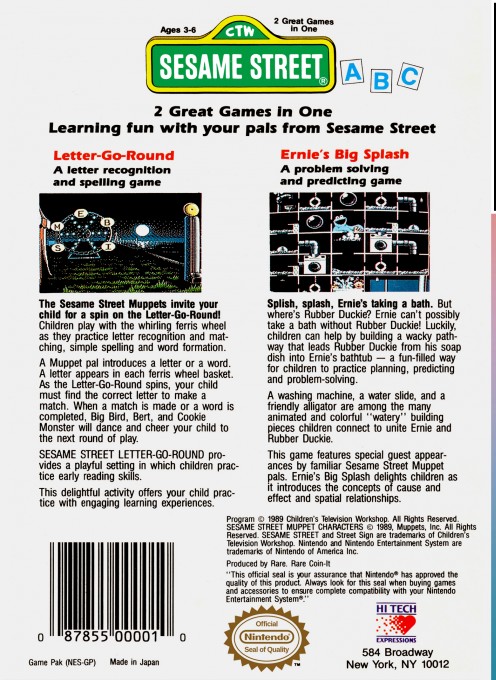 Ages 3-6
CTW
2 Great Games
in One
SESAME STREET®
A B C
2 Great Games in One
Learning fun with your pals from Sesame Street
Letter-Go-Round
A letter recognition
and spelling game
E
M B
S I
The Sesame Street Muppets invite your
child for a spin on the Letter-Go-Round!
Children play with the whirling ferris wheel
as they practice letter recognition and mat-
ching, simple spelling and word formation.
A Muppet pal introduces a letter or a word.
A letter appears in each ferris wheel basket.
As the Letter-Go-Round spins, your child
must find the correct letter to make a
match. When a match is made or a word is
completed, Big Bird, Bert, and Cookie
Monster will dance and cheer your child to
the next round of play.
SESAME STREET LETTER-GO-ROUND pro-
vides a playful setting in which children prac-
tice early reading skills.
This delightful activity offers your child prac-
tice with engaging learning experiences.
Ernie's Big Splash
A problem solving
and predicting game
Splish, splash, Ernie's taking a bath. But
where's Rubber Duckie? Ernie can't possibly
take a bath without Rubber Duckie! Luckily,
children can help by building a wacky path-
way that leads Rubber Duckie from his soap
dish into Ernie's bathtub — a fun-filled way
for children to practice planning, predicting
and problem-solving.
A washing machine, a water slide, and a
friendly alligator are among the many
animated and colorful "watery" building
pieces children connect to unite Ernie and
Rubber Duckie.
This game features special guest appear-
ances by familiar Sesame Street Muppet
pals. Ernie's Big Splash delights children as
it introduces the concepts of cause and
effect and spatial relationships.
Program © 1989 Children's Television Workshop. All Rights Reserved.
SESAME STREET MUPPET CHARACTERS © 1989, Muppets, Inc. All Rights
Reserved. SESAME STREET and Street Sign are trademarks of Children's
Television Workshop. Nintendo and Nintendo Entertainment System are
trademarks of Nintendo of America Inc.
Produced by Rare. Rare Coin-It
"This official seal is your assurance that Nintendo® has approved the
quality of this product. Always look for this seal when buying games
and accessories to ensure complete compatibility with your Nintendo
Entertainment System®."
0 87855 00001 0
Game Pak (NES-GP) Made in Japan
Official
Nintendo®
Seal of Quality
™
HI TECH
EXPRESSIONS
584 Broadway
New York, NY 10012